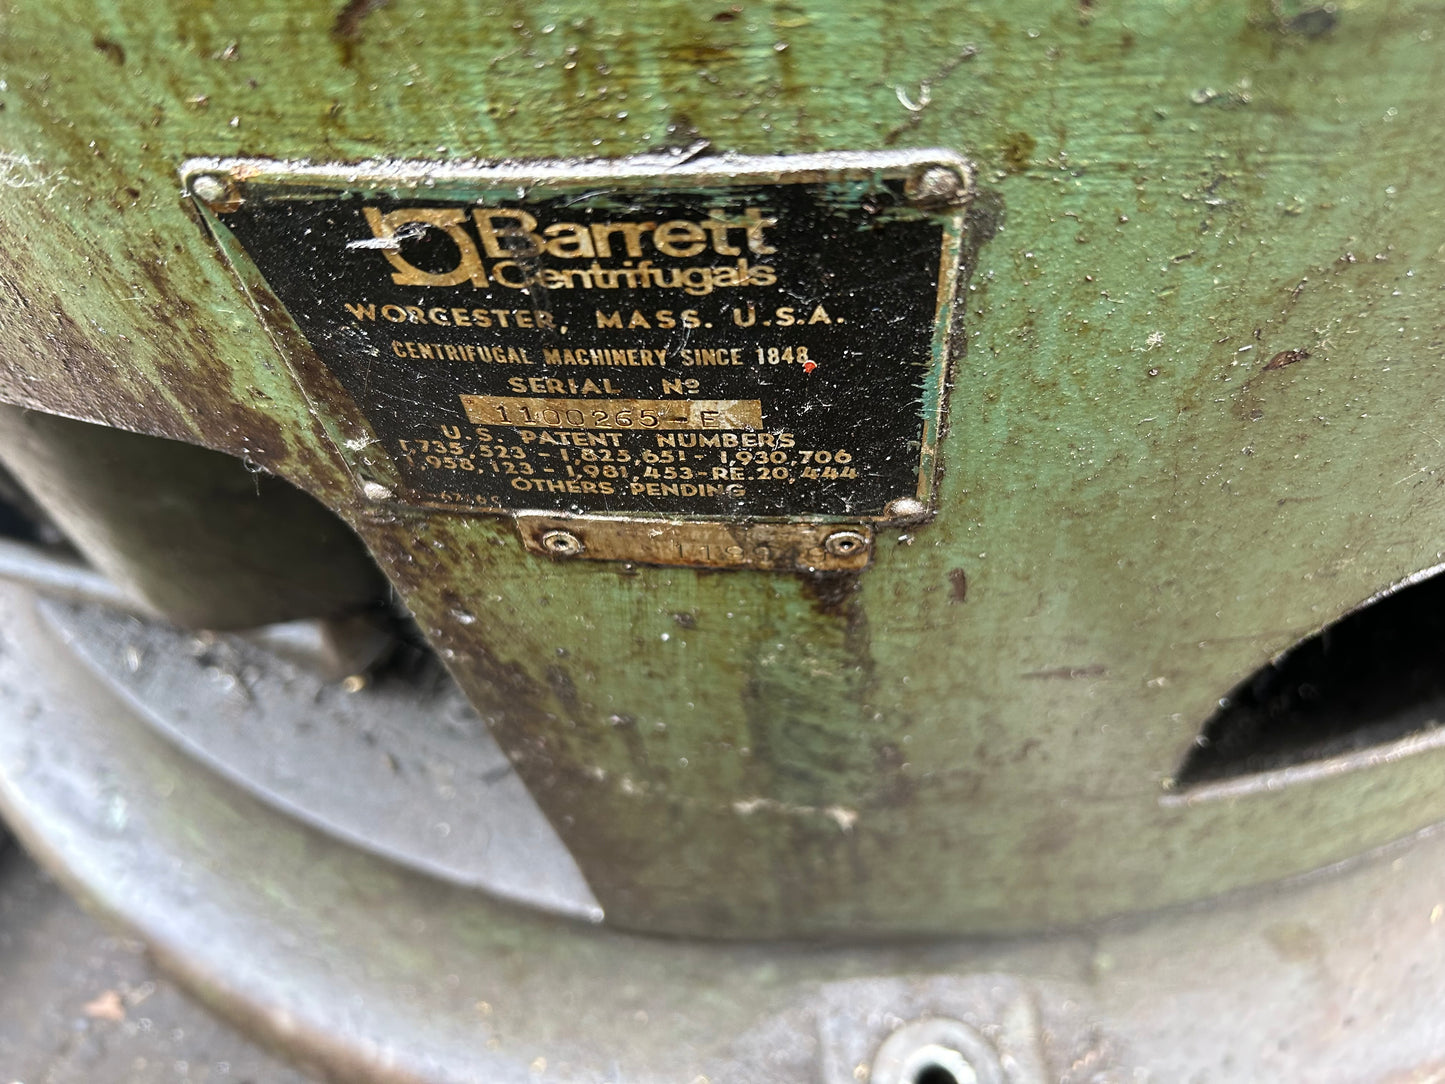 Barrett
Centrifugals
WORCESTER, MASS. U.S.A.
CENTRIFUGAL MACHINERY SINCE 1848
SERIAL Nº
1100265-E
U.S. PATENT NUMBERS
1,735,523 - 1,825,651 - 1,930,706
1,958,123 - 1,981,453-RE.20,444
OTHERS PENDING